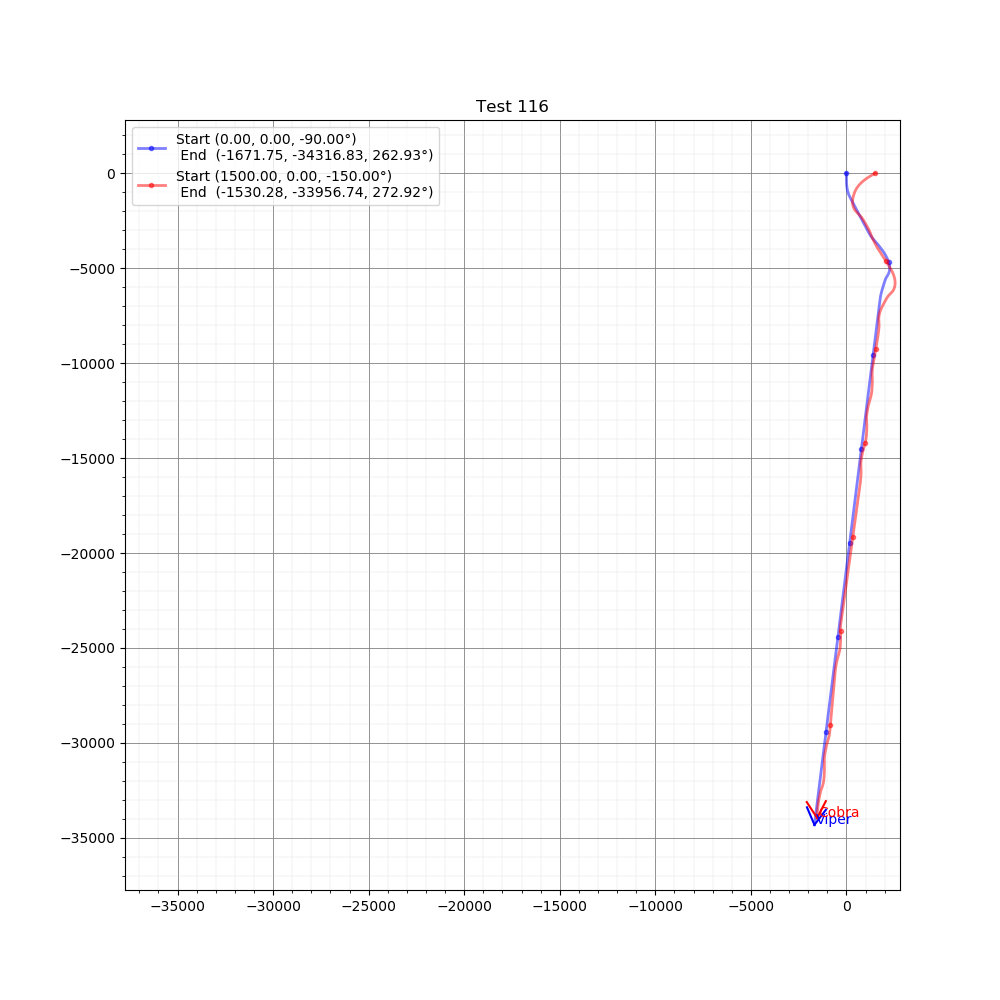 Test 116
Start (0.00, 0.00, -90.00°)
End (-1671.75, -34316.83, 262.93°)
Start (1500.00, 0.00, -150.00°)
End (-1530.28, -33956.74, 272.92°)
0
−5000
−10000
−15000
−20000
−25000
−30000
−35000
Cobra
Viper
−35000 −30000 −25000 −20000 −15000 −10000 −5000 0